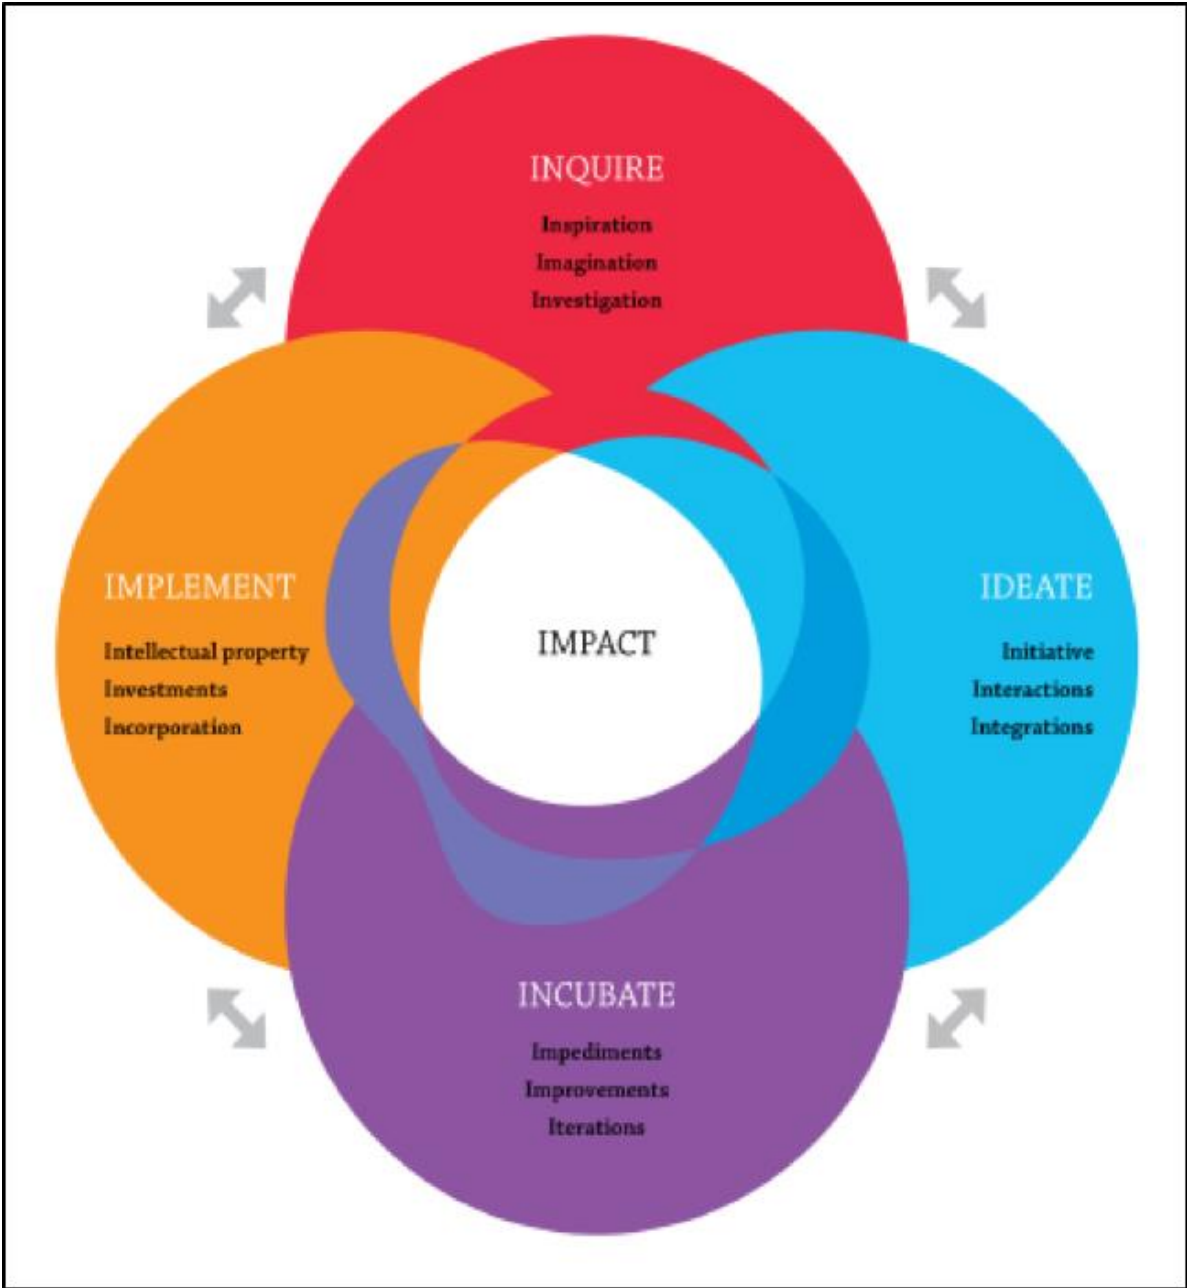 INQUIRE
Inspiration
Imagination
Investigation
IMPLEMENT
Intellectual property
Investments
Incorporation
IMPACT
IDEATE
Initiative
Interactions
Integrations
INCUBATE
Impediments
Improvements
Iterations